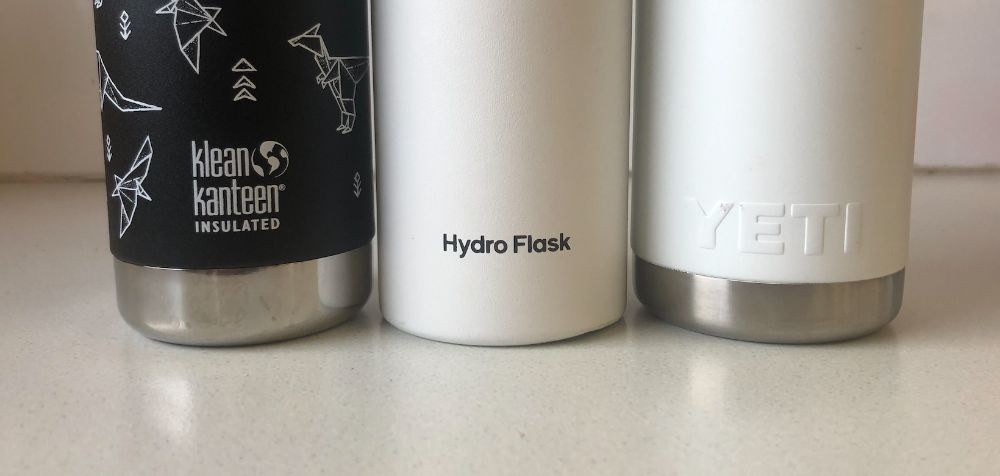 klean
kanteen®
INSULATED
Hydro Flask
YETI